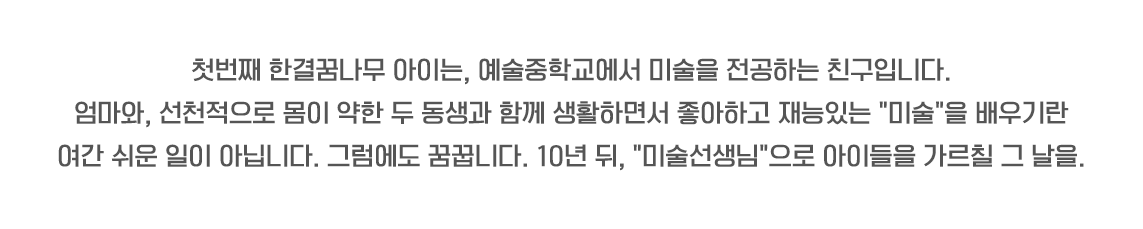 첫번째 한결꿈나무 아이는, 예술중학교에서 미술을 전공하는 친구입니다.
엄마와, 선천적으로 몸이 약한 두 동생과 함께 생활하면서 좋아하고 재능있는 "미술"을 배우기란
여간 쉬운 일이 아닙니다. 그럼에도 꿈꿉니다. 10년 뒤, "미술선생님"으로 아이들을 가르칠 그 날을.